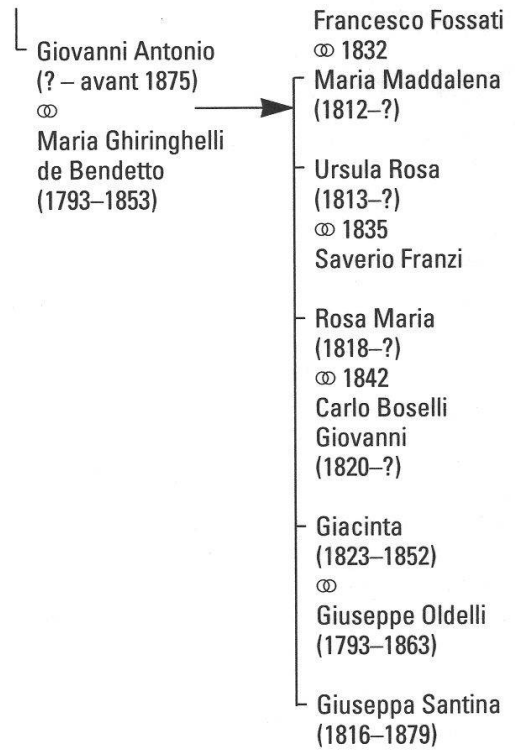 Giovanni Antonio
(? – avant 1875)
⚭
Maria Ghiringhelli
de Bendetto
(1793–1853)
Francesco Fossati
⚭ 1832
Maria Maddalena
(1812–?)
Ursula Rosa
(1813–?)
⚭ 1835
Saverio Franzi
Rosa Maria
(1818–?)
⚭ 1842
Carlo Boselli
Giovanni
(1820–?)
Giacinta
(1823–1852)
⚭
Giuseppe Oldelli
(1793–1863)
Giuseppa Santina
(1816–1879)